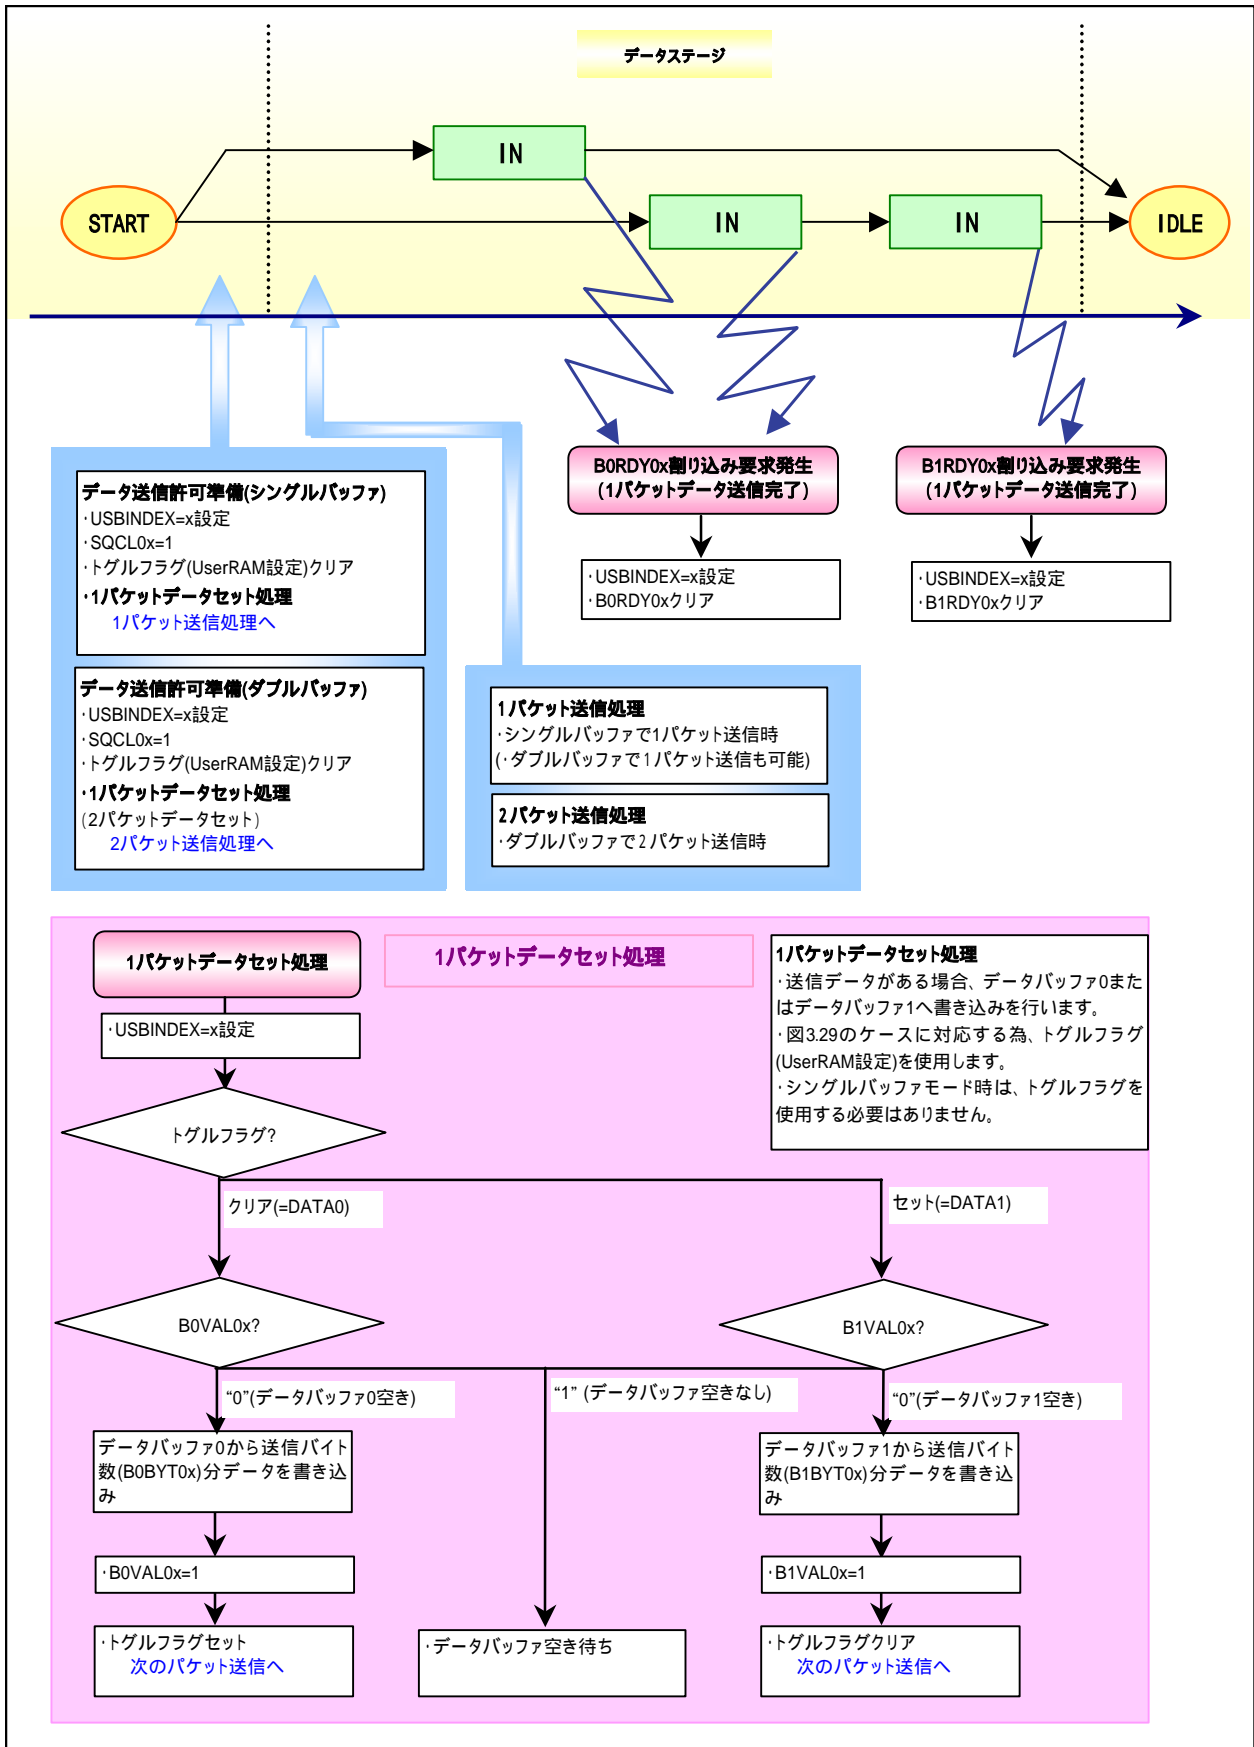 データステージ
IN
START
IN
IN
IDLE
データ送信許可準備(シングルバッファ)
・USBINDEX=x設定
・SQCL0x=1
・トグルフラグ(UserRAM設定)クリア
・1パケットデータセット処理
1パケット送信処理へ
データ送信許可準備(ダブルバッファ)
・USBINDEX=x設定
・SQCL0x=1
・トグルフラグ(UserRAM設定)クリア
・1パケットデータセット処理
(2パケットデータセット)
2パケット送信処理へ
1パケット送信処理
・シングルバッファで1パケット送信時
(・ダブルバッファで1パケット送信も可能)
2パケット送信処理
・ダブルバッファで2パケット送信時
B0RDY0x割り込み要求発生
(1パケットデータ送信完了)
・USBINDEX=x設定
・B0RDY0xクリア
B1RDY0x割り込み要求発生
(1パケットデータ送信完了)
・USBINDEX=x設定
・B1RDY0xクリア
1パケットデータセット処理
1パケットデータセット処理
1パケットデータセット処理
・送信データがある場合、データバッファ0また
はデータバッファ1へ書き込みを行います。
・図3.29のケースに対応する為、トグルフラグ
(UserRAM設定)を使用します。
・シングルバッファモード時は、トグルフラグを
使用する必要はありません。
・USBINDEX=x設定
トグルフラグ?
クリア(=DATA0)
セット(=DATA1)
B0VAL0x?
B1VAL0x?
“0”(データバッファ0空き)
“1” (データバッファ空きなし)
“0”(データバッファ1空き)
データバッファ0から送信バイト
数(B0BYT0x)分データを書き込
み
データバッファ1から送信バイト
数(B1BYT0x)分データを書き込
み
・B0VAL0x=1
・B1VAL0x=1
・トグルフラグセット
次のパケット送信へ
・データバッファ空き待ち
・トグルフラグクリア
次のパケット送信へ